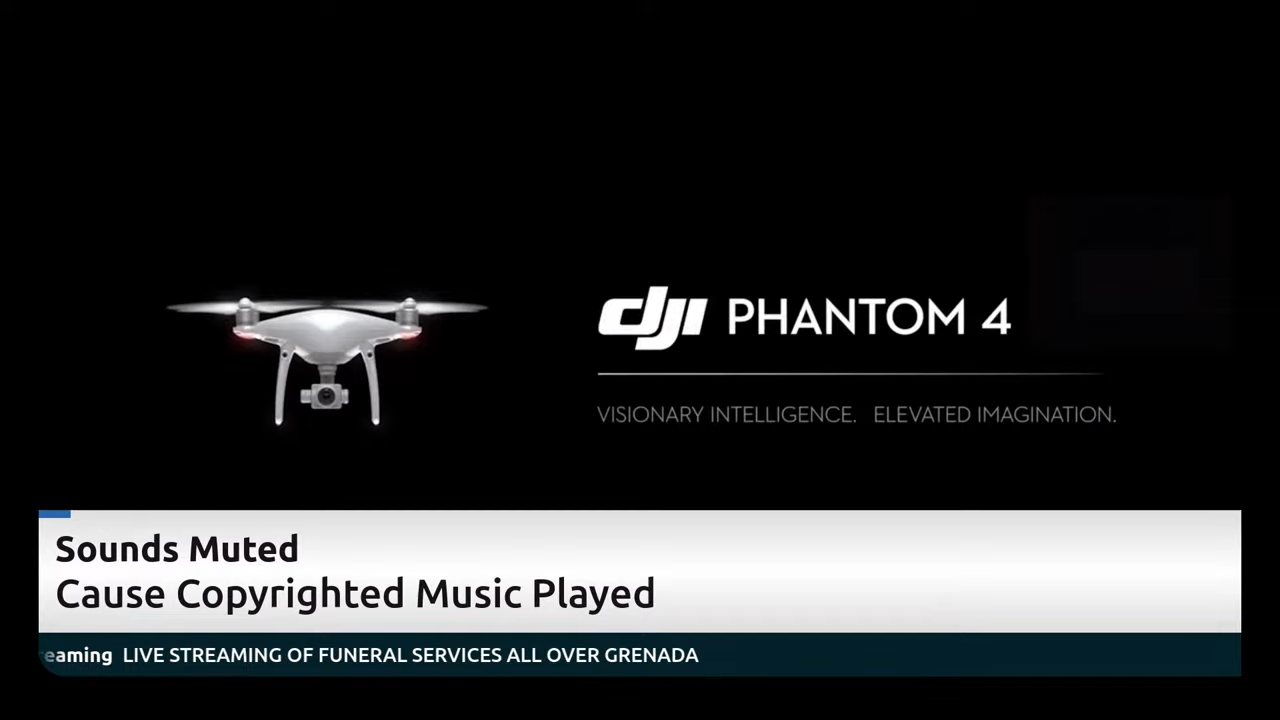 dji PHANTOM 4
VISIONARY INTELLIGENCE. ELEVATED IMAGINATION.
Sounds Muted
Cause Copyrighted Music Played
eaming LIVE STREAMING OF FUNERAL SERVICES ALL OVER GRENADA